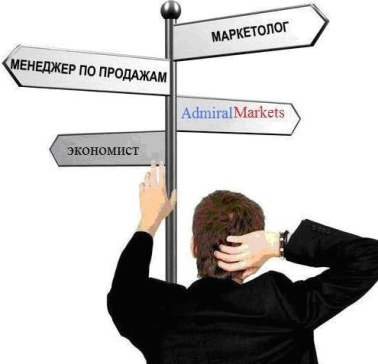 МАРКЕТОЛОГ
МЕНЕДЖЕР ПО ПРОДАЖАМ
AdmiralMarkets
ЭКОНОМИСТ